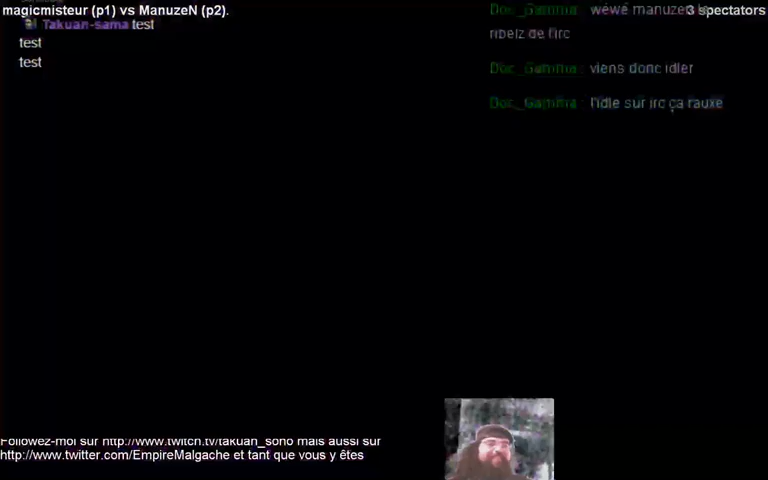 magicmisteur (p1) vs ManuzeN (p2).
3 spectators
Takuan-sama test
test
test
Doc_Gamma: wéwé manuzen
ribelz de l'irc
Doc_Gamma: viens donc idler
Doc_Gamma: l'idle sur irc ça rauxe
Followez-moi sur http://www.twitch.tv/takuan_sono mais aussi sur
http://www.twitter.com/EmpireMalgache et tant que vous y êtes